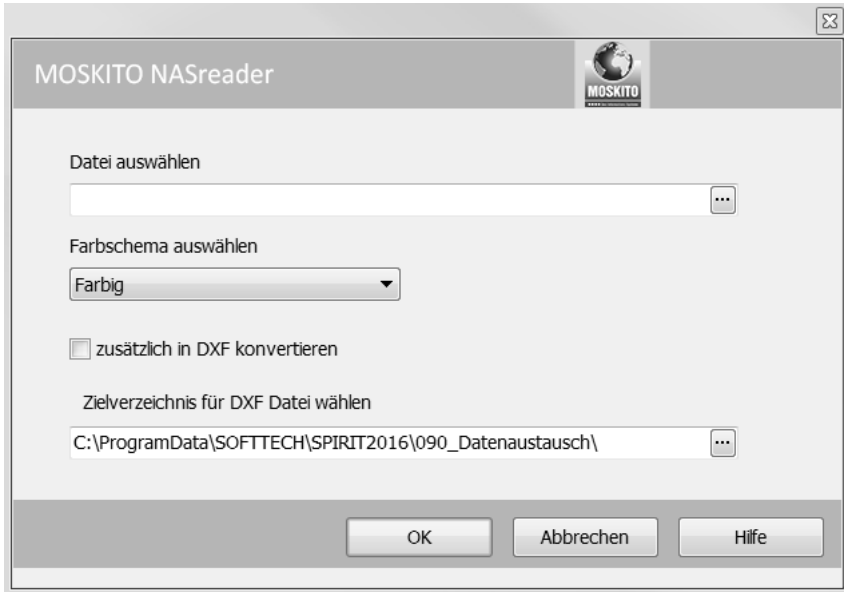 MOSKITO NASreader
MOSKITO
Datei auswählen
...
Farbschema auswählen
Farbig
zusätzlich in DXF konvertieren
Zielverzeichnis für DXF Datei wählen
C:\ProgramData\SOFTTECH\SPIRIT2016\090_Datenaustausch\
...
OK
Abbrechen
Hilfe